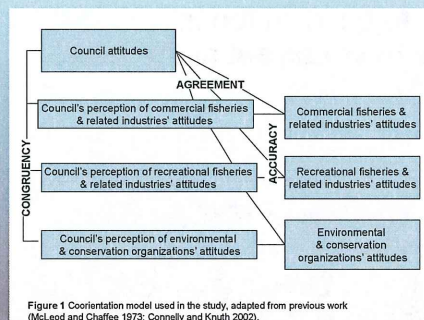 Council attitudes
AGREEMENT
Council's perception of commercial fisheries
& related industries' attitudes
Commercial fisheries &
related industries' attitudes
CONGRUENCY
ACCURACY
Council's perception of recreational fisheries
& related industries' attitudes
Recreational fisheries &
related industries' attitudes
Council's perception of environmental
& conservation organizations' attitudes
Environmental
& conservation
organizations' attitudes
Figure 1 Coorientation model used in the study, adapted from previous work
(McLeod and Chaffee 1973; Connelly and Knuth 2002).